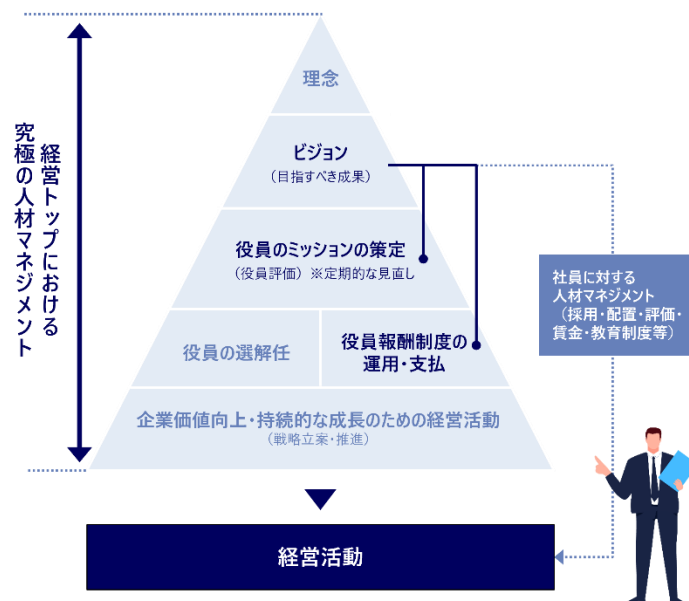 経営トップにおける
究極の人材マネジメント
理念
ビジョン
(目指すべき成果)
役員のミッションの策定
(役員評価) ※定期的な見直し
役員の選解任
役員報酬制度の
運用・支払
企業価値向上・持続的な成長のための経営活動
(戦略立案・推進)
社員に対する
人材マネジメント
(採用・配置・評価・
賃金・教育制度等)
経営活動